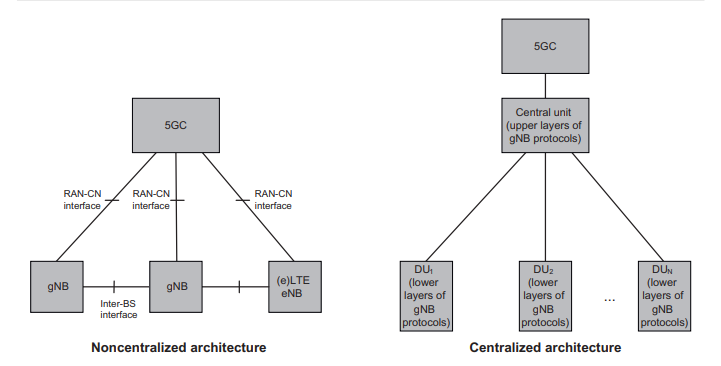 5GC
RAN-CN
interface
RAN-CN
interface
RAN-CN
interface
gNB
Inter-BS
interface
gNB
(e)LTE
eNB
Noncentralized architecture
5GC
Central unit
(upper layers of
gNB protocols)
DU₁
(lower
layers of
gNB
protocols)
DU₂
(lower
layers of
gNB
protocols)
...
DUN
(lower
layers of
gNB
protocols)
Centralized architecture